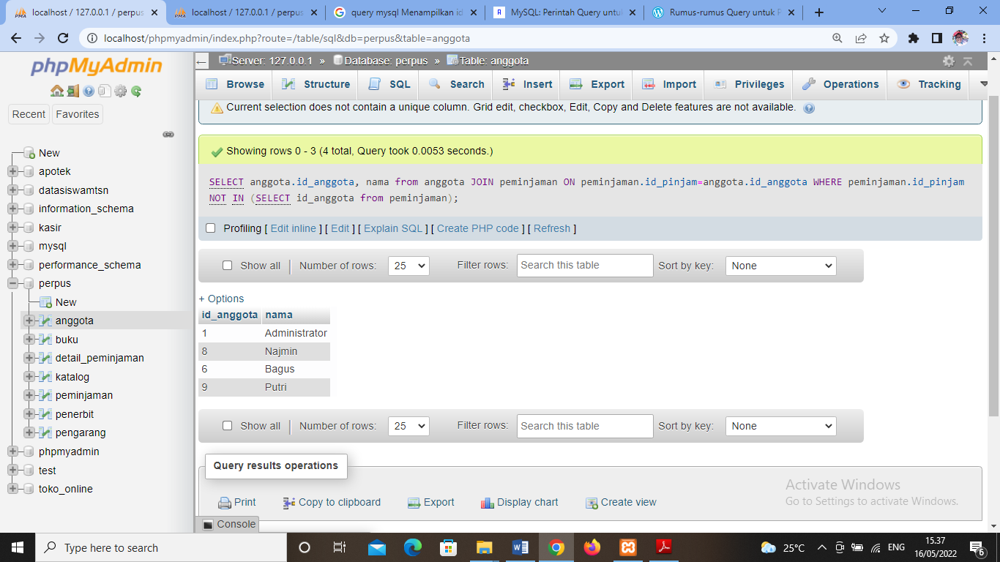 localhost / 127.0.0.1 / perpus
localhost / 127.0.0.1 / perpus
query mysql Menampilkan id
MySQL: Perintah Query untuk
Rumus-rumus Query untuk P
localhost/phpmyadmin/index.php?route=/table/sql&db=perpus&table=anggota
phpMyAdmin
Recent
Favorites
New
apotek
datasiswamtsn
information_schema
kasir
mysql
performance_schema
perpus
New
anggota
buku
detail_peminjaman
katalog
peminjaman
penerbit
pengarang
phpmyadmin
test
toko_online
Server: 127.0.0.1 » Database: perpus » Table: anggota
Browse Structure SQL Search Insert Export Import Privileges Operations Tracking
Current selection does not contain a unique column. Grid edit, checkbox, Edit, Copy and Delete features are not available.
Showing rows 0 - 3 (4 total, Query took 0.0053 seconds.)
SELECT anggota.id_anggota, nama from anggota JOIN peminjaman ON peminjaman.id_pinjam=anggota.id_anggota WHERE peminjaman.id_pinjam
NOT IN (SELECT id_anggota from peminjaman);
Profiling [ Edit inline ] [ Edit ] [ Explain SQL ] [ Create PHP code ] [ Refresh ]
Show all | Number of rows: 25 Filter rows: Search this table Sort by key: None
+ Options
id_anggota nama
1 Administrator
8 Najmin
6 Bagus
9 Putri
Show all | Number of rows: 25 Filter rows: Search this table Sort by key: None
Query results operations
Print Copy to clipboard Export Display chart Create view
Activate Windows
Go to Settings to activate Windows.
Console
Type here to search
25°C
ENG
15.37
16/05/2022
6